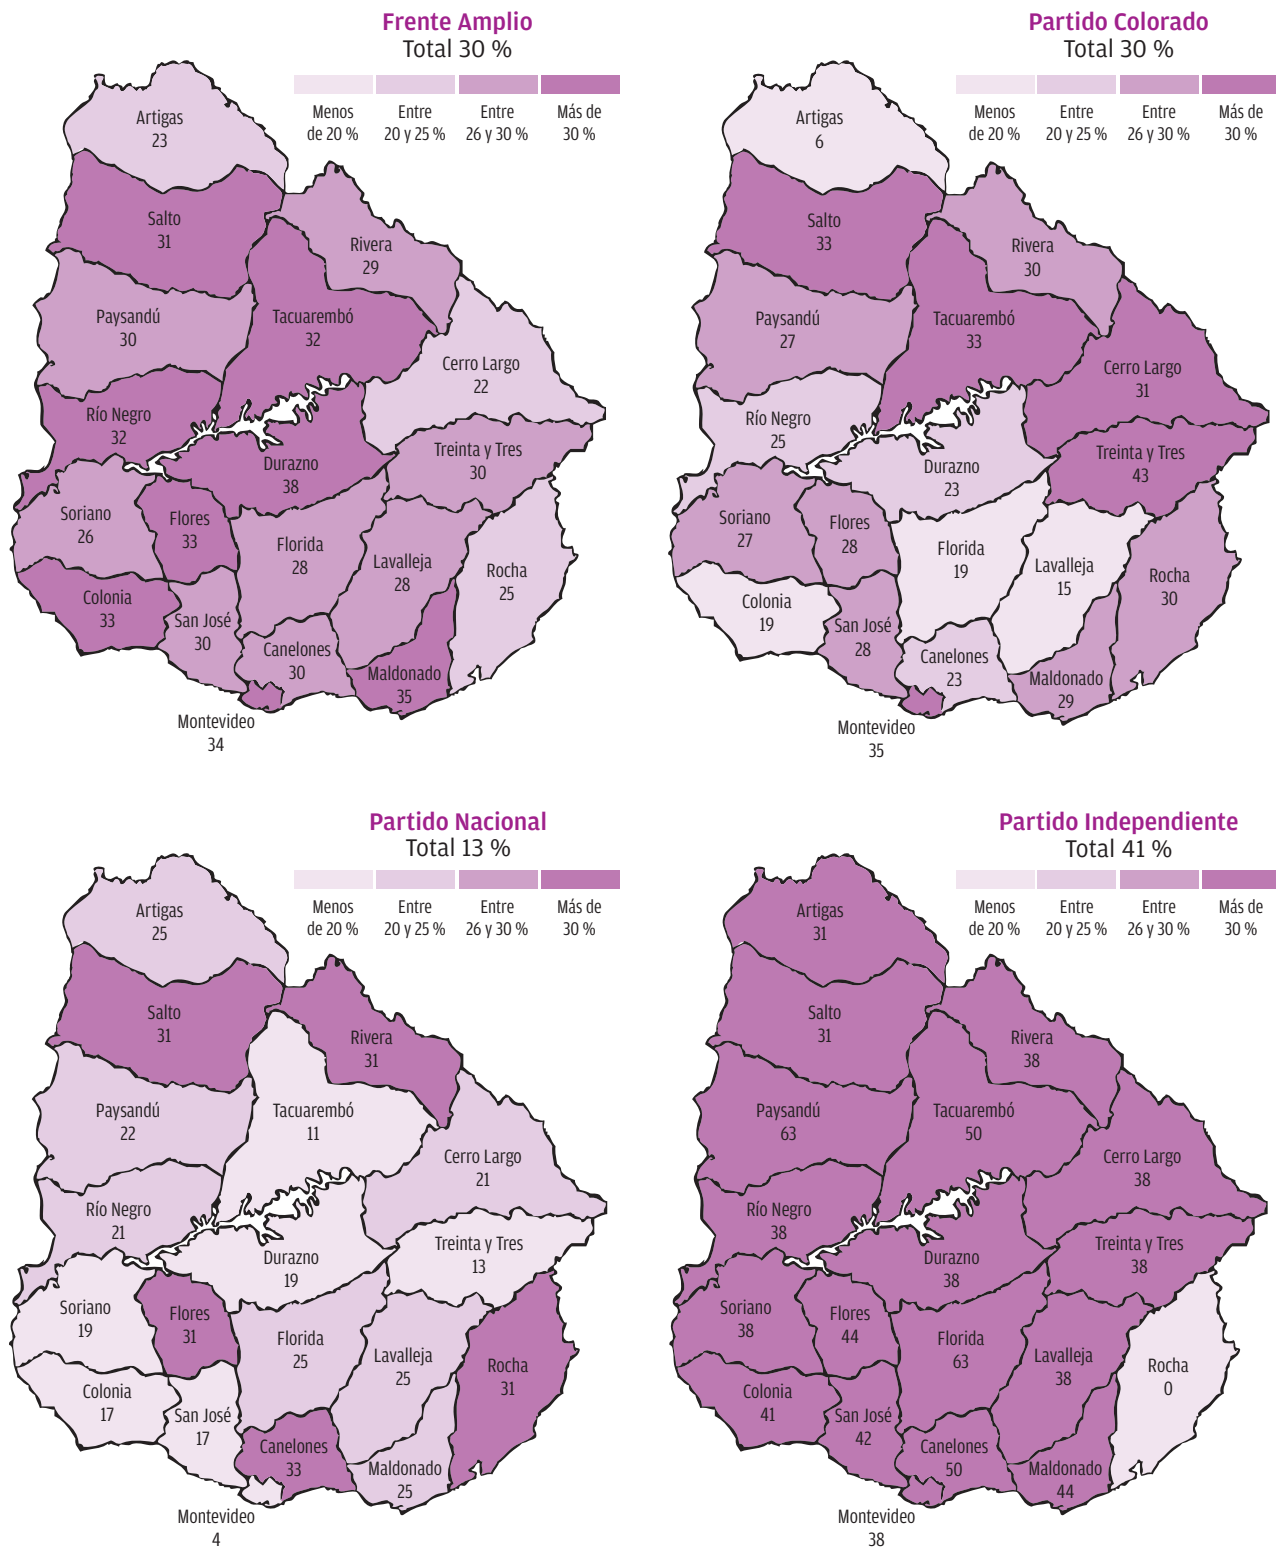 Frente Amplio
Total 30 %
Menos
de 20 %
Entre
20 y 25 %
Entre
26 y 30 %
Más de
30 %
Artigas
23
Salto
31
Rivera
29
Paysandú
30
Tacuarembó
32
Cerro Largo
22
Río Negro
32
Durazno
38
Treinta y Tres
30
Soriano
26
Flores
33
Florida
28
Lavalleja
28
Rocha
25
Colonia
33
San José
30
Canelones
30
Maldonado
35
Montevideo
34
Partido Colorado
Total 30 %
Menos
de 20 %
Entre
20 y 25 %
Entre
26 y 30 %
Más de
30 %
Artigas
6
Salto
33
Rivera
30
Paysandú
27
Tacuarembó
33
Cerro Largo
31
Río Negro
25
Durazno
23
Treinta y Tres
43
Soriano
27
Flores
28
Florida
19
Lavalleja
15
Rocha
30
Colonia
19
San José
28
Canelones
23
Maldonado
29
Montevideo
35
Partido Nacional
Total 13 %
Menos
de 20 %
Entre
20 y 25 %
Entre
26 y 30 %
Más de
30 %
Artigas
25
Salto
31
Rivera
31
Paysandú
22
Tacuarembó
11
Cerro Largo
21
Río Negro
21
Durazno
19
Treinta y Tres
13
Soriano
19
Flores
31
Florida
25
Lavalleja
25
Rocha
31
Colonia
17
San José
17
Canelones
33
Maldonado
25
Montevideo
4
Partido Independiente
Total 41 %
Menos
de 20 %
Entre
20 y 25 %
Entre
26 y 30 %
Más de
30 %
Artigas
31
Salto
31
Rivera
38
Paysandú
63
Tacuarembó
50
Cerro Largo
38
Río Negro
38
Durazno
38
Treinta y Tres
38
Soriano
38
Flores
44
Florida
63
Lavalleja
38
Rocha
0
Colonia
41
San José
42
Canelones
50
Maldonado
44
Montevideo
38